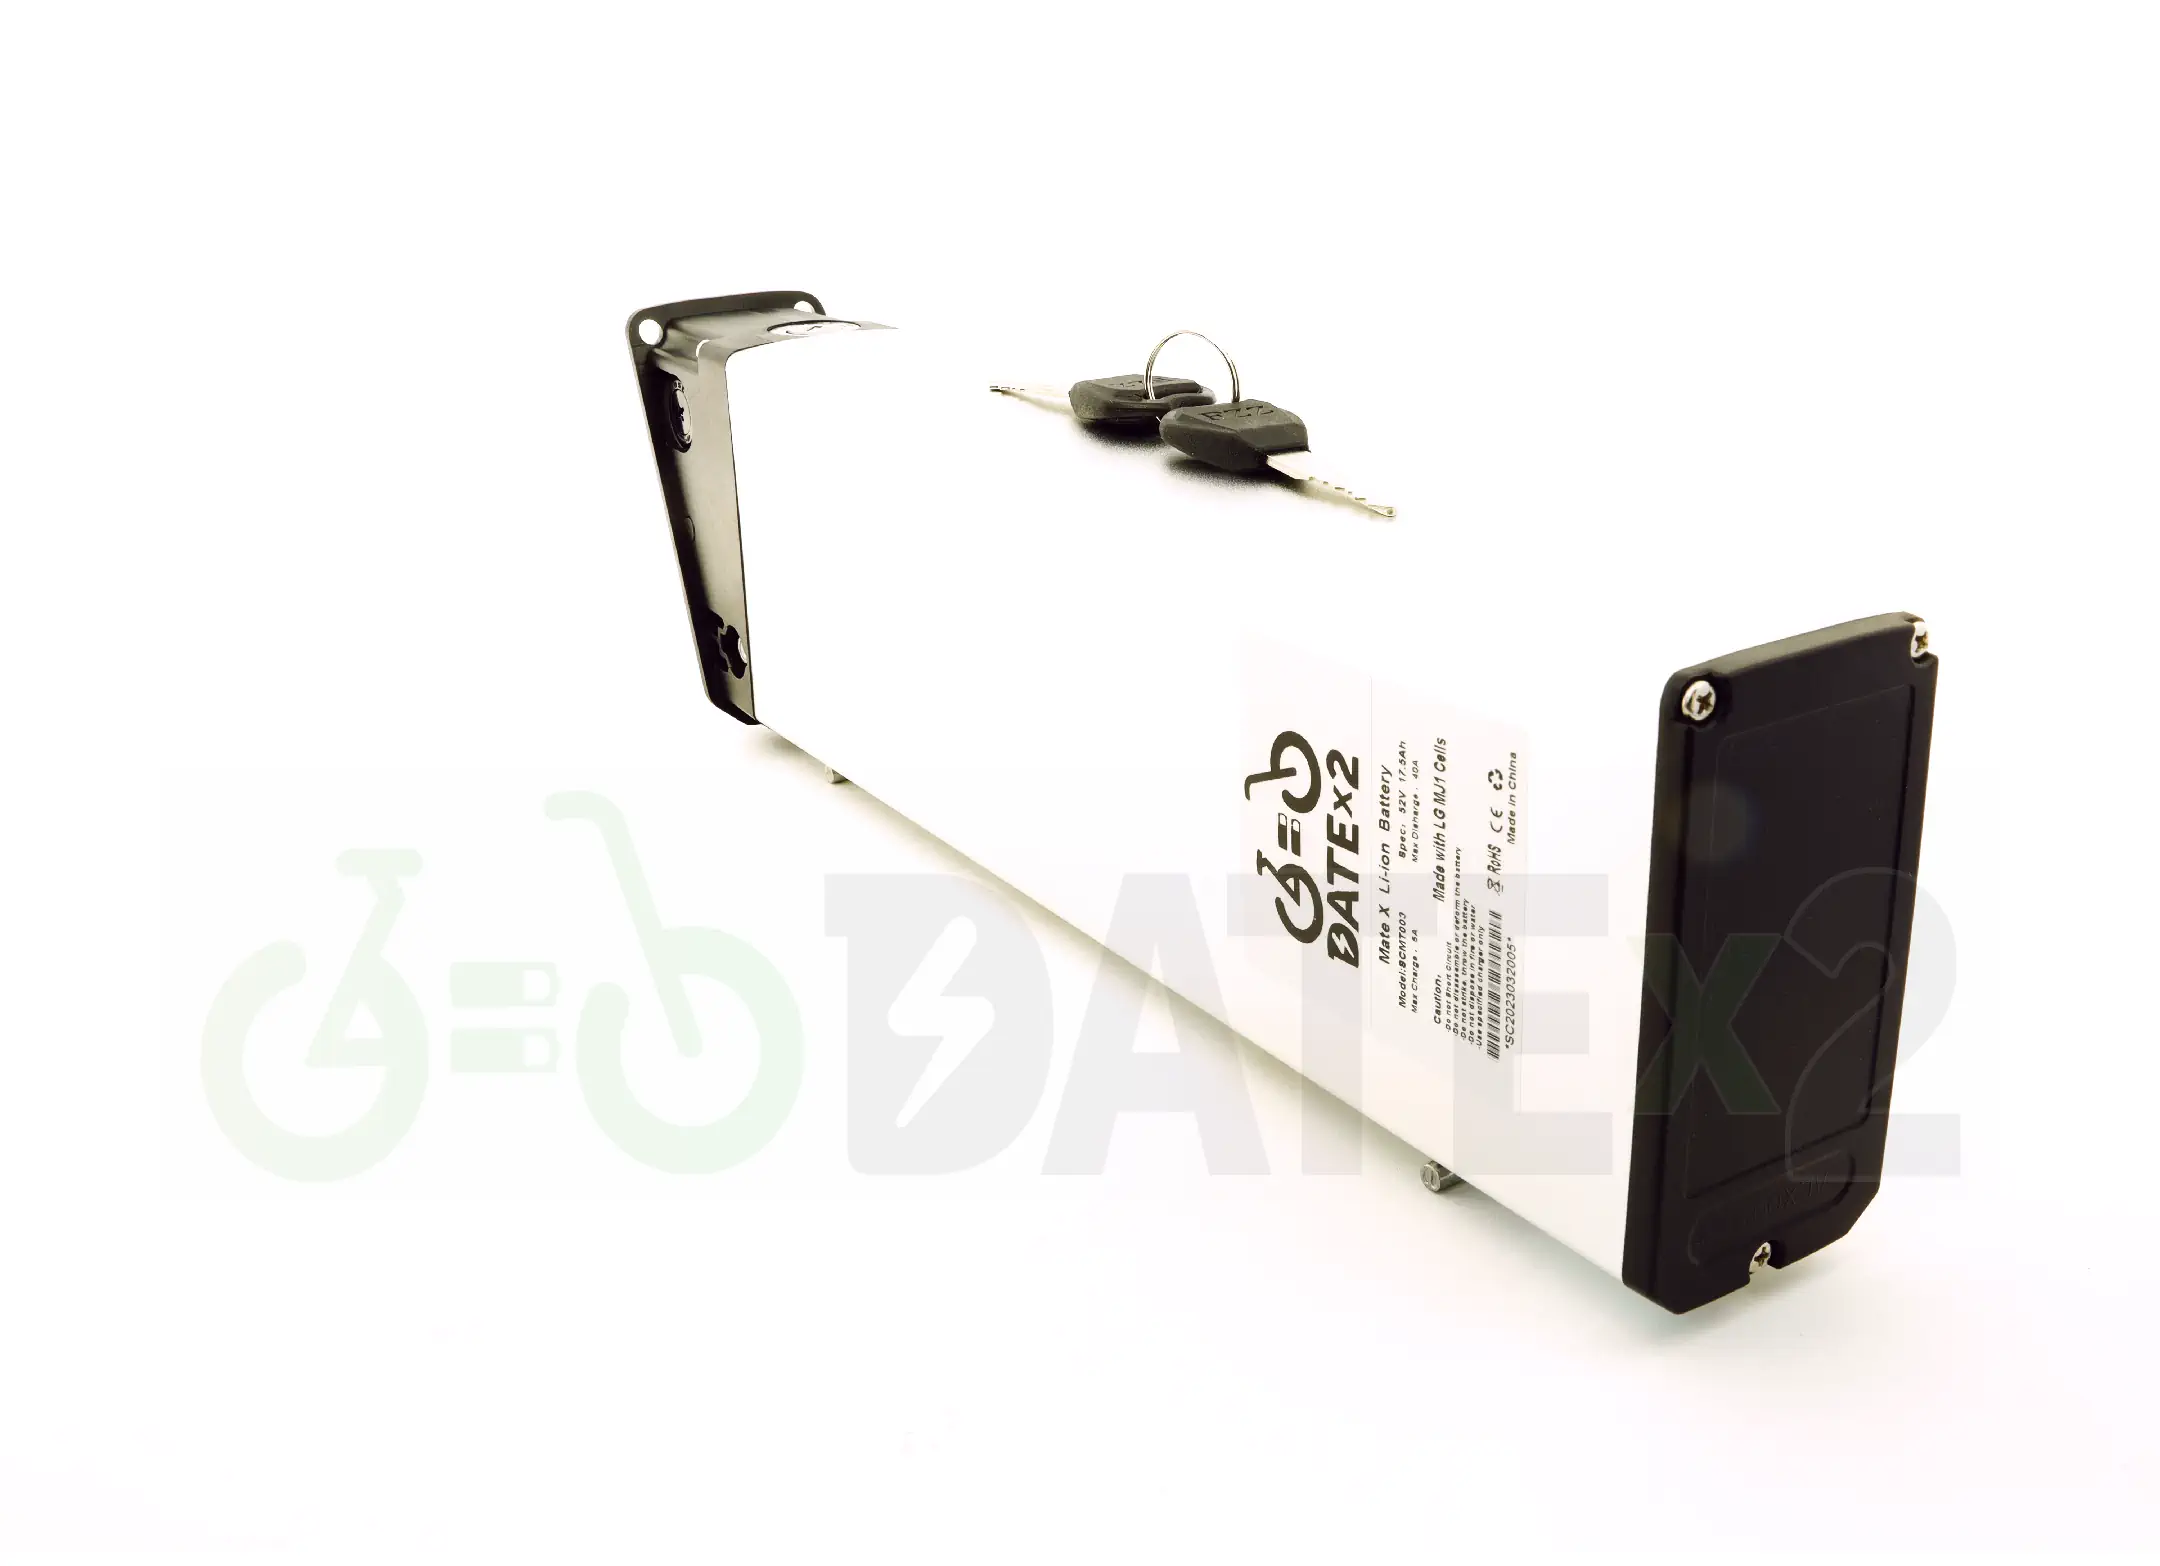 DATEx2
Mate X Li-ion Battery
Model:SCMT003 Spec: 52V 17.5Ah
Max Charge: 5A Max Disharge: 40A
Made with LG MJ1 Cells
Caution:
-Do not Short Circuit
-Do not disassemble or deform the battery
-Do not strike, throw the battery
-Do not dispose in fire or water
-Use specified charger only
RoHS CE
*SC2023032005*
Made in China
EZZ
DATEx2